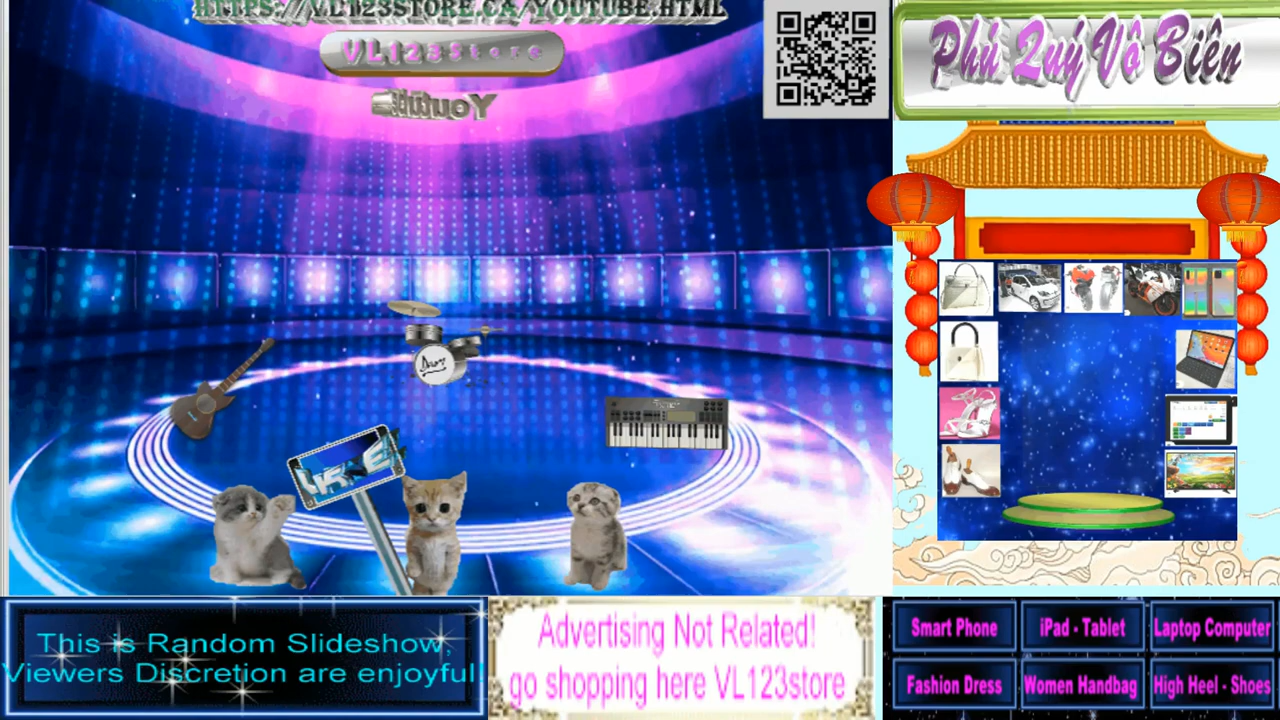 HTTPS://VL123STORE.CA/YOUTUBE.HTML
VL123Store
Phú Quý Vô Biên
This is Random Slideshow,
Viewers Discretion are enjoyful!
Advertising Not Related!
go shopping here VL123store
Smart Phone
iPad - Tablet
Laptop Computer
Fashion Dress
Women Handbag
High Heel - Shoes